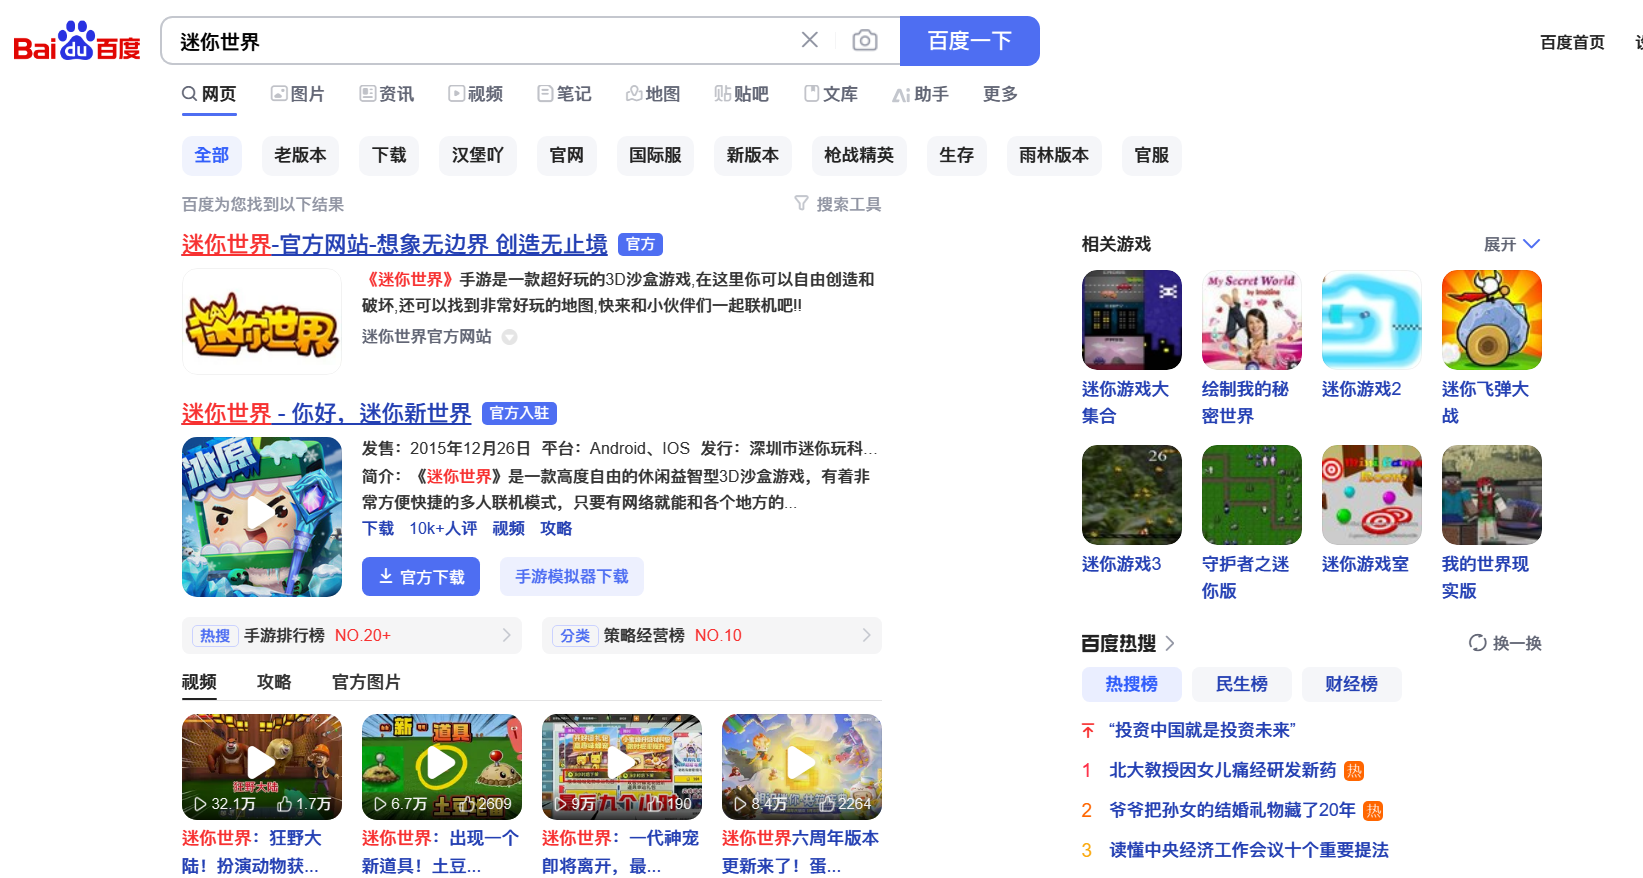 Bai du 百度
迷你世界
百度一下
百度首页
网页 图片 资讯 视频 笔记 地图 贴吧 文库 助手 更多
全部 老版本 下载 汉堡吖 官网 国际服 新版本 枪战精英 生存 雨林版本 官服
百度为您找到以下结果
搜索工具
迷你世界-官方网站-想象无边界 创造无止境 官方
迷你世界
《迷你世界》手游是一款超好玩的3D沙盒游戏,在这里你可以自由创造和
破坏,还可以找到非常好玩的地图,快来和小伙伴们一起联机吧!!
迷你世界官方网站
迷你世界 - 你好，迷你新世界 官方入驻
冰原
发售：2015年12月26日 平台：Android、IOS 发行：深圳市迷你玩科...
简介：《迷你世界》是一款高度自由的休闲益智型3D沙盒游戏，有着非
常方便快捷的多人联机模式，只要有网络就能和各个地方的...
下载 10k+人评 视频 攻略
官方下载 手游模拟器下载
热搜 手游排行榜 NO.20+
分类 策略经营榜 NO.10
视频 攻略 官方图片
狂野大陆
32.1万 1.7万
迷你世界：狂野大
陆！扮演动物获...
新 道具
土豆
6.7万 2609
迷你世界：出现一个
新道具！土豆...
9万 190
迷你世界：一代神宠
即将离开，最...
8.4万 2264
迷你世界六周年版本
更新来了！蛋...
相关游戏
展开
迷你游戏大
集合
My Secret World
绘制我的秘
密世界
迷你游戏2
迷你飞弹大
战
26
迷你游戏3
守护者之迷
你版
迷你游戏室
我的世界现
实版
百度热搜
换一换
热搜榜 民生榜 财经榜
“投资中国就是投资未来”
1 北大教授因女儿痛经研发新药 热
2 爷爷把孙女的结婚礼物藏了20年 热
3 读懂中央经济工作会议十个重要提法